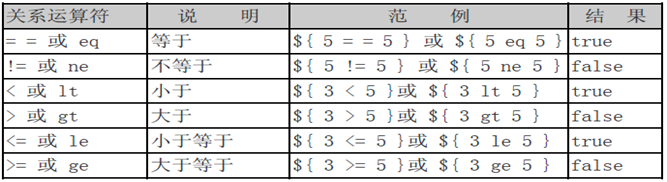 关系运算符 说 明 范 例 结 果
= = 或 eq 等于 ${ 5 = = 5 } 或 ${ 5 eq 5 } true
!= 或 ne 不等于 ${ 5 != 5 } 或 ${ 5 ne 5 } false
< 或 lt 小于 ${ 3 < 5 }或 ${ 3 lt 5 } true
> 或 gt 大于 ${ 3 > 5 }或 ${ 3 gt 5 } false
<= 或 le 小于等于 ${ 3 <= 5 }或 ${ 3 le 5 } true
>= 或 ge 大于等于 ${ 3 >= 5 }或 ${ 3 ge 5 } false